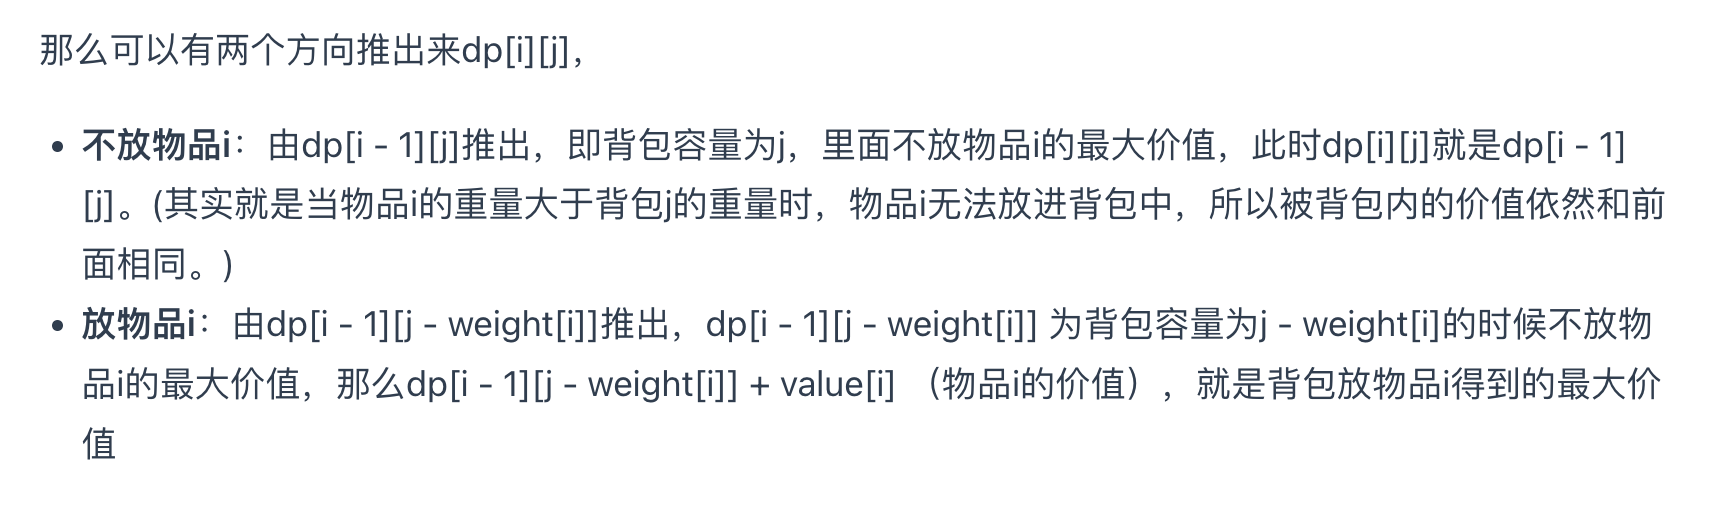 那么可以有两个方向推出来dp[i][j]，
• 不放物品i：由dp[i - 1][j]推出，即背包容量为j，里面不放物品i的最大价值，此时dp[i][j]就是dp[i - 1]
[j]。(其实就是当物品i的重量大于背包j的重量时，物品i无法放进背包中，所以被背包内的价值依然和前
面相同。)
• 放物品i：由dp[i - 1][j - weight[i]]推出，dp[i - 1][j - weight[i]] 为背包容量为j - weight[i]的时候不放物
品i的最大价值，那么dp[i - 1][j - weight[i]] + value[i] （物品i的价值），就是背包放物品i得到的最大价
值